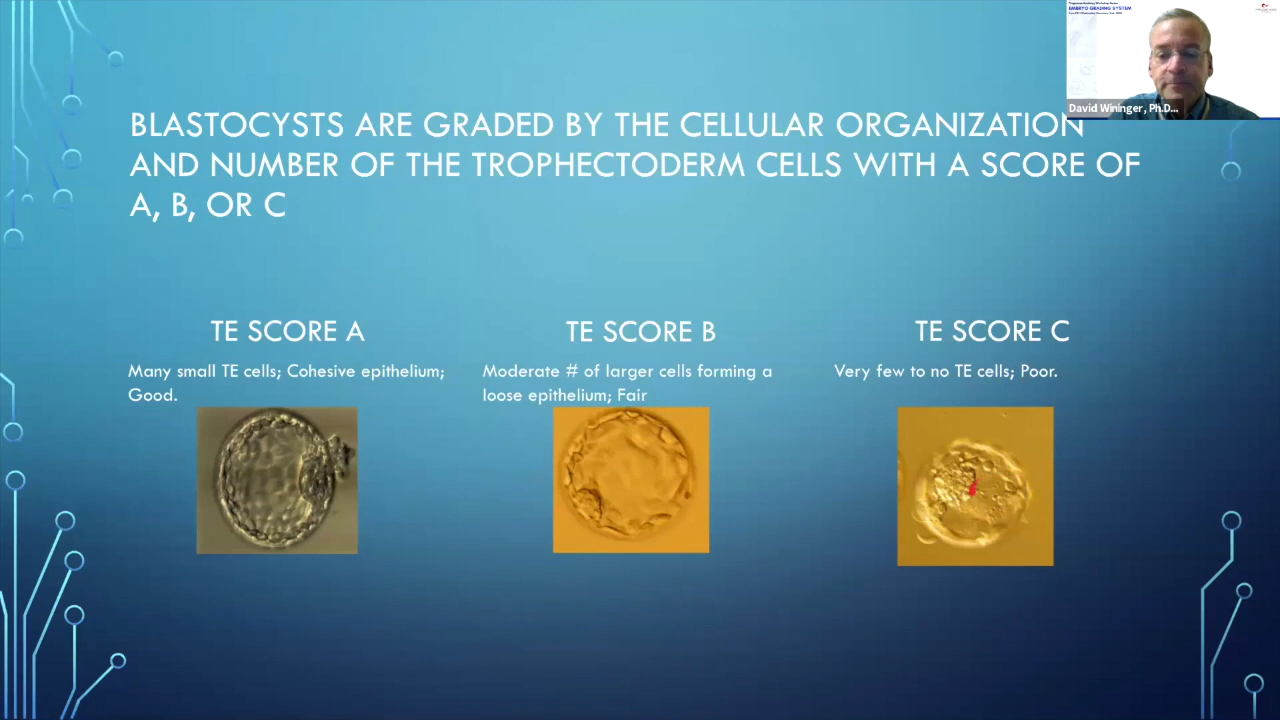 EMBRYO GRADING SYSTEM
David Wininger, Ph.D...
BLASTOCYSTS ARE GRADED BY THE CELLULAR ORGANIZATION
AND NUMBER OF THE TROPHECTODERM CELLS WITH A SCORE OF
A, B, OR C
TE SCORE A
Many small TE cells; Cohesive epithelium;
Good.
TE SCORE B
Moderate # of larger cells forming a
loose epithelium; Fair
TE SCORE C
Very few to no TE cells; Poor.